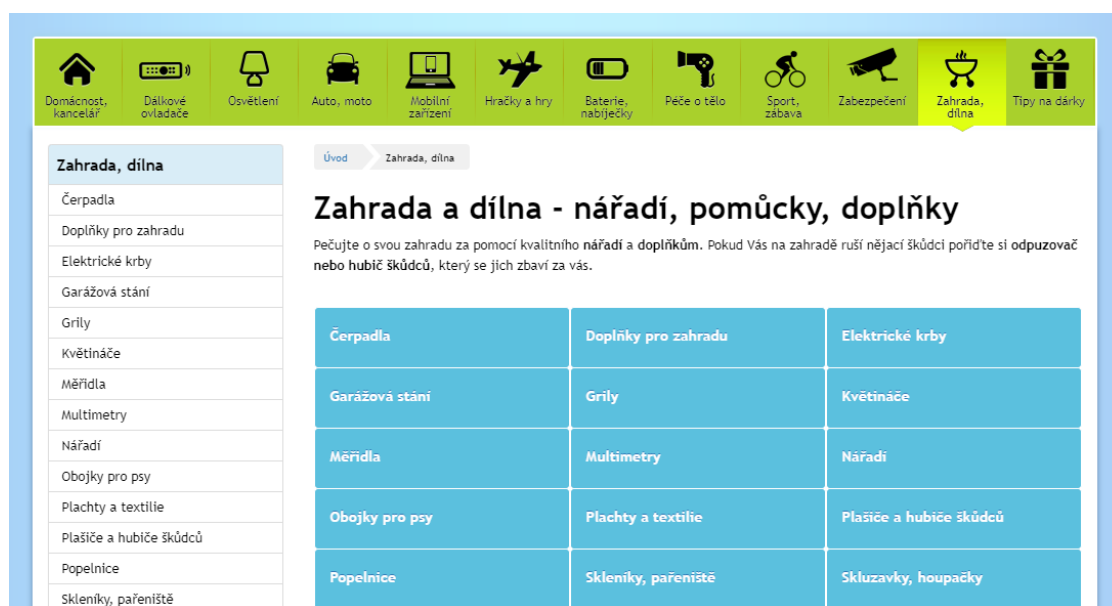 Domácnost, kancelář
Dálkové ovladače
Osvětlení
Auto, moto
Mobilní zařízení
Hračky a hry
Baterie, nabíječky
Péče o tělo
Sport, zábava
Zabezpečení
Zahrada, dílna
Tipy na dárky
Zahrada, dílna
Čerpadla
Doplňky pro zahradu
Elektrické krby
Garážová stání
Grily
Květináče
Měřidla
Multimetry
Nářadí
Obojky pro psy
Plachty a textilie
Plašiče a hubiče škůdců
Popelnice
Skleníky, pařeniště
Úvod
Zahrada, dílna
Zahrada a dílna - nářadí, pomůcky, doplňky
Pečujte o svou zahradu za pomocí kvalitního nářadí a doplňkům. Pokud Vás na zahradě ruší nějací škůdci pořiďte si odpuzovač
nebo hubič škůdců, který se jich zbaví za vás.
Čerpadla
Doplňky pro zahradu
Elektrické krby
Garážová stání
Grily
Květináče
Měřidla
Multimetry
Nářadí
Obojky pro psy
Plachty a textilie
Plašiče a hubiče škůdců
Popelnice
Skleníky, pařeniště
Skluzavky, houpačky